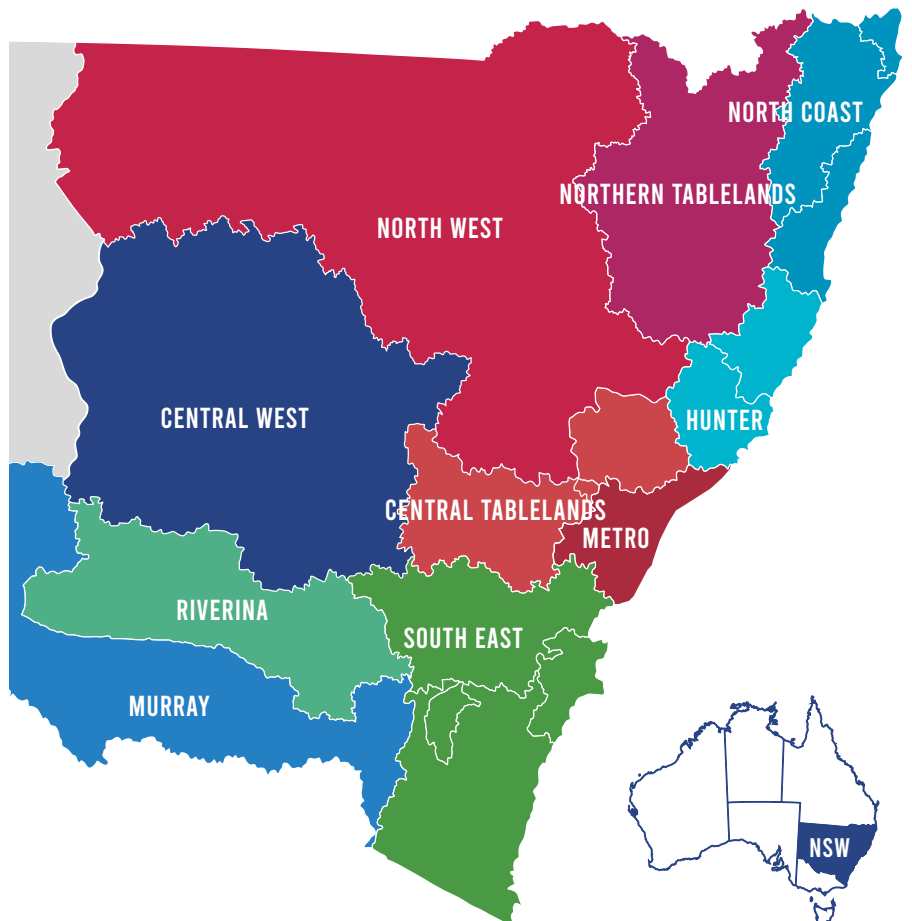 NORTH COAST
NORTHERN TABLELANDS
NORTH WEST
CENTRAL WEST
HUNTER
CENTRAL TABLELANDS
METRO
RIVERINA
SOUTH EAST
MURRAY
NSW